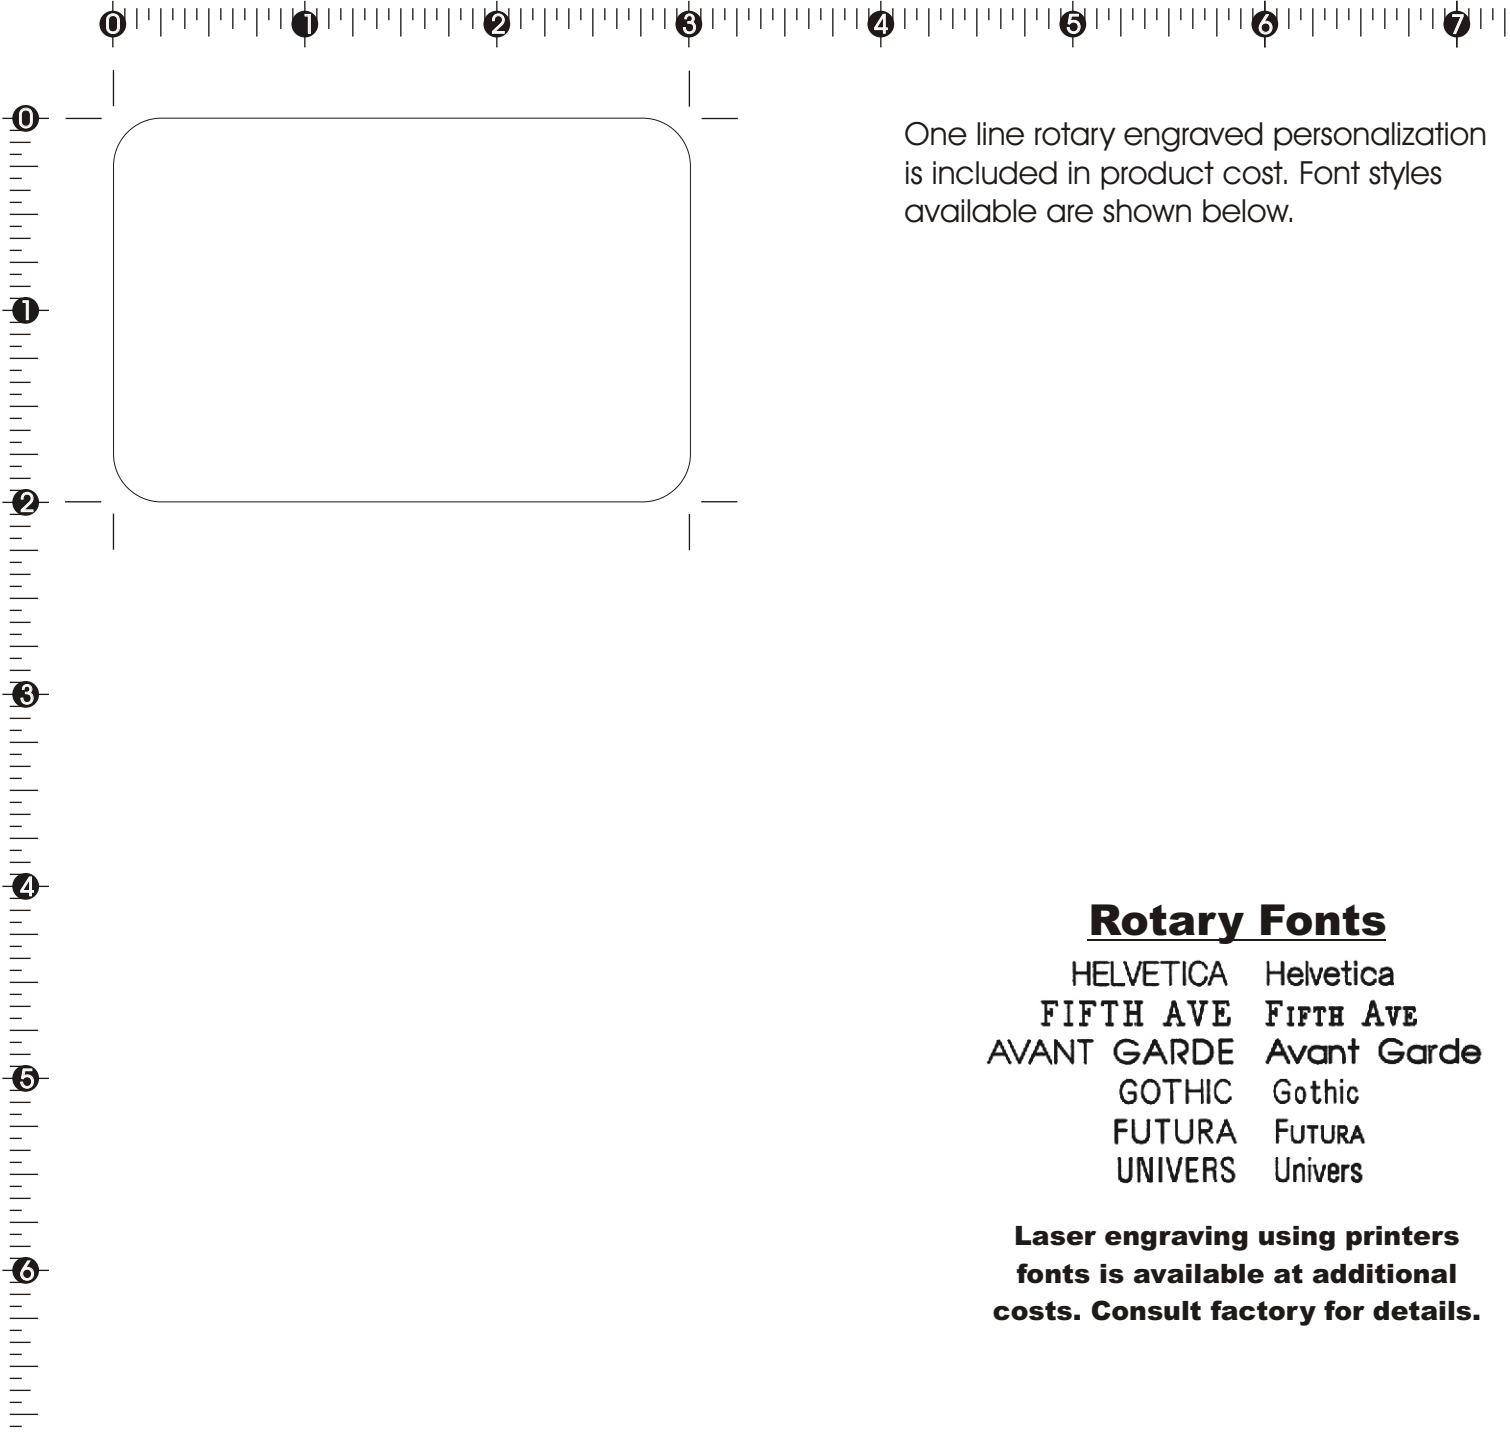 0 1 2 3 4 5 6 7
0
1
2
3
4
5
6
One line rotary engraved personalization
is included in product cost. Font styles
available are shown below.
Rotary Fonts
HELVETICA Helvetica
FIFTH AVE FIFTH AVE
AVANT GARDE Avant Garde
GOTHIC Gothic
FUTURA FUTURA
UNIVERS Univers
Laser engraving using printers
fonts is available at additional
costs. Consult factory for details.